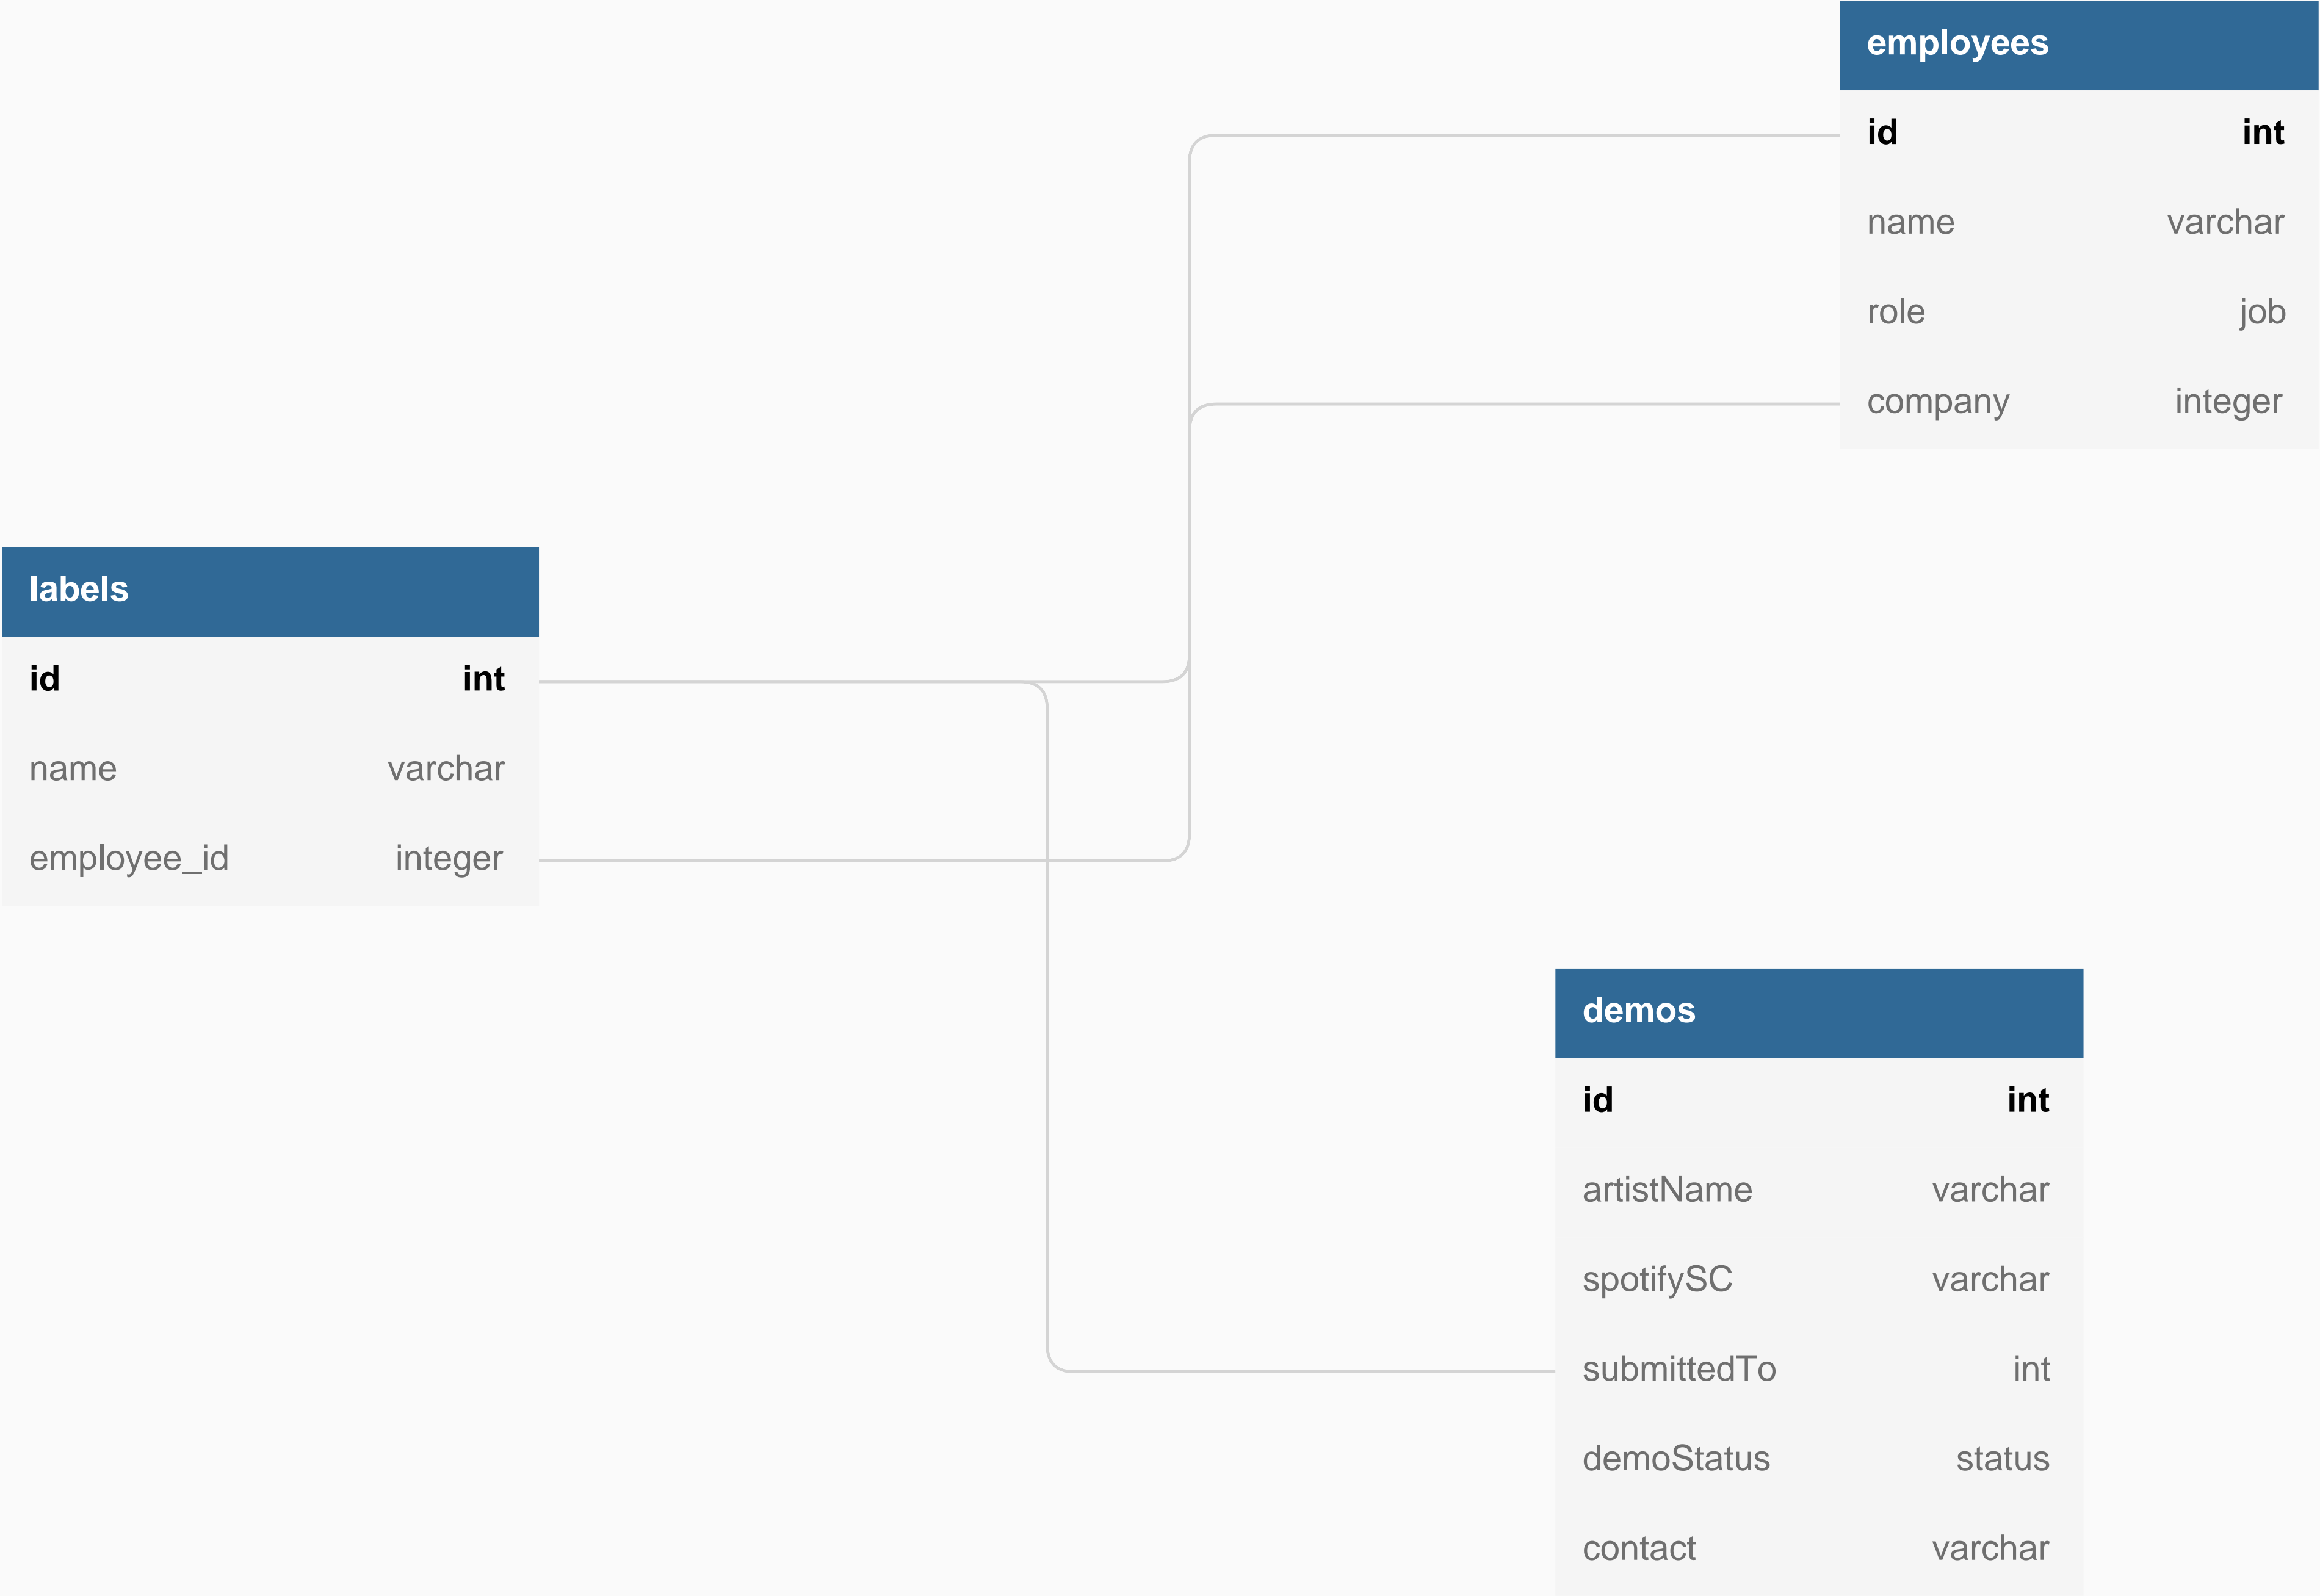 employees
id int
name varchar
role job
company integer
labels
id int
name varchar
employee_id integer
demos
id int
artistName varchar
spotifySC varchar
submittedTo int
demoStatus status
contact varchar